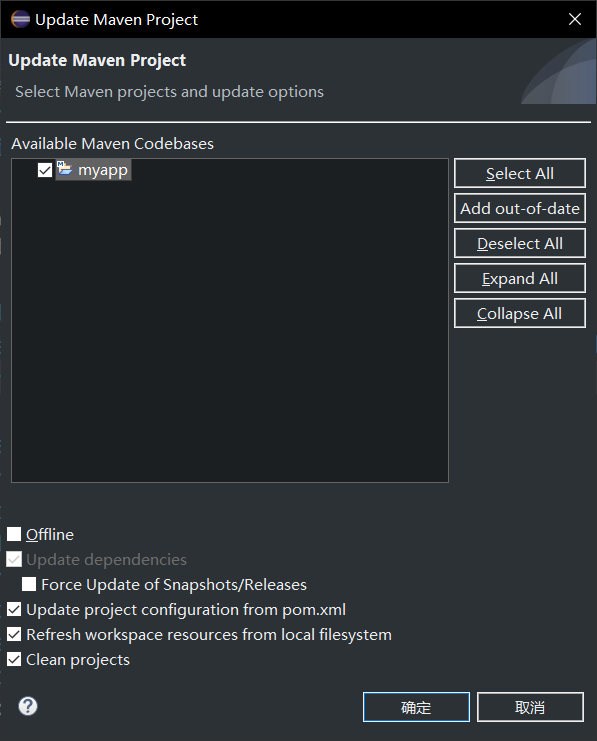 Update Maven Project
Update Maven Project
Select Maven projects and update options
Available Maven Codebases
myapp
Select All
Add out-of-date
Deselect All
Expand All
Collapse All
Offline
Update dependencies
Force Update of Snapshots/Releases
Update project configuration from pom.xml
Refresh workspace resources from local filesystem
Clean projects
?
确定
取消